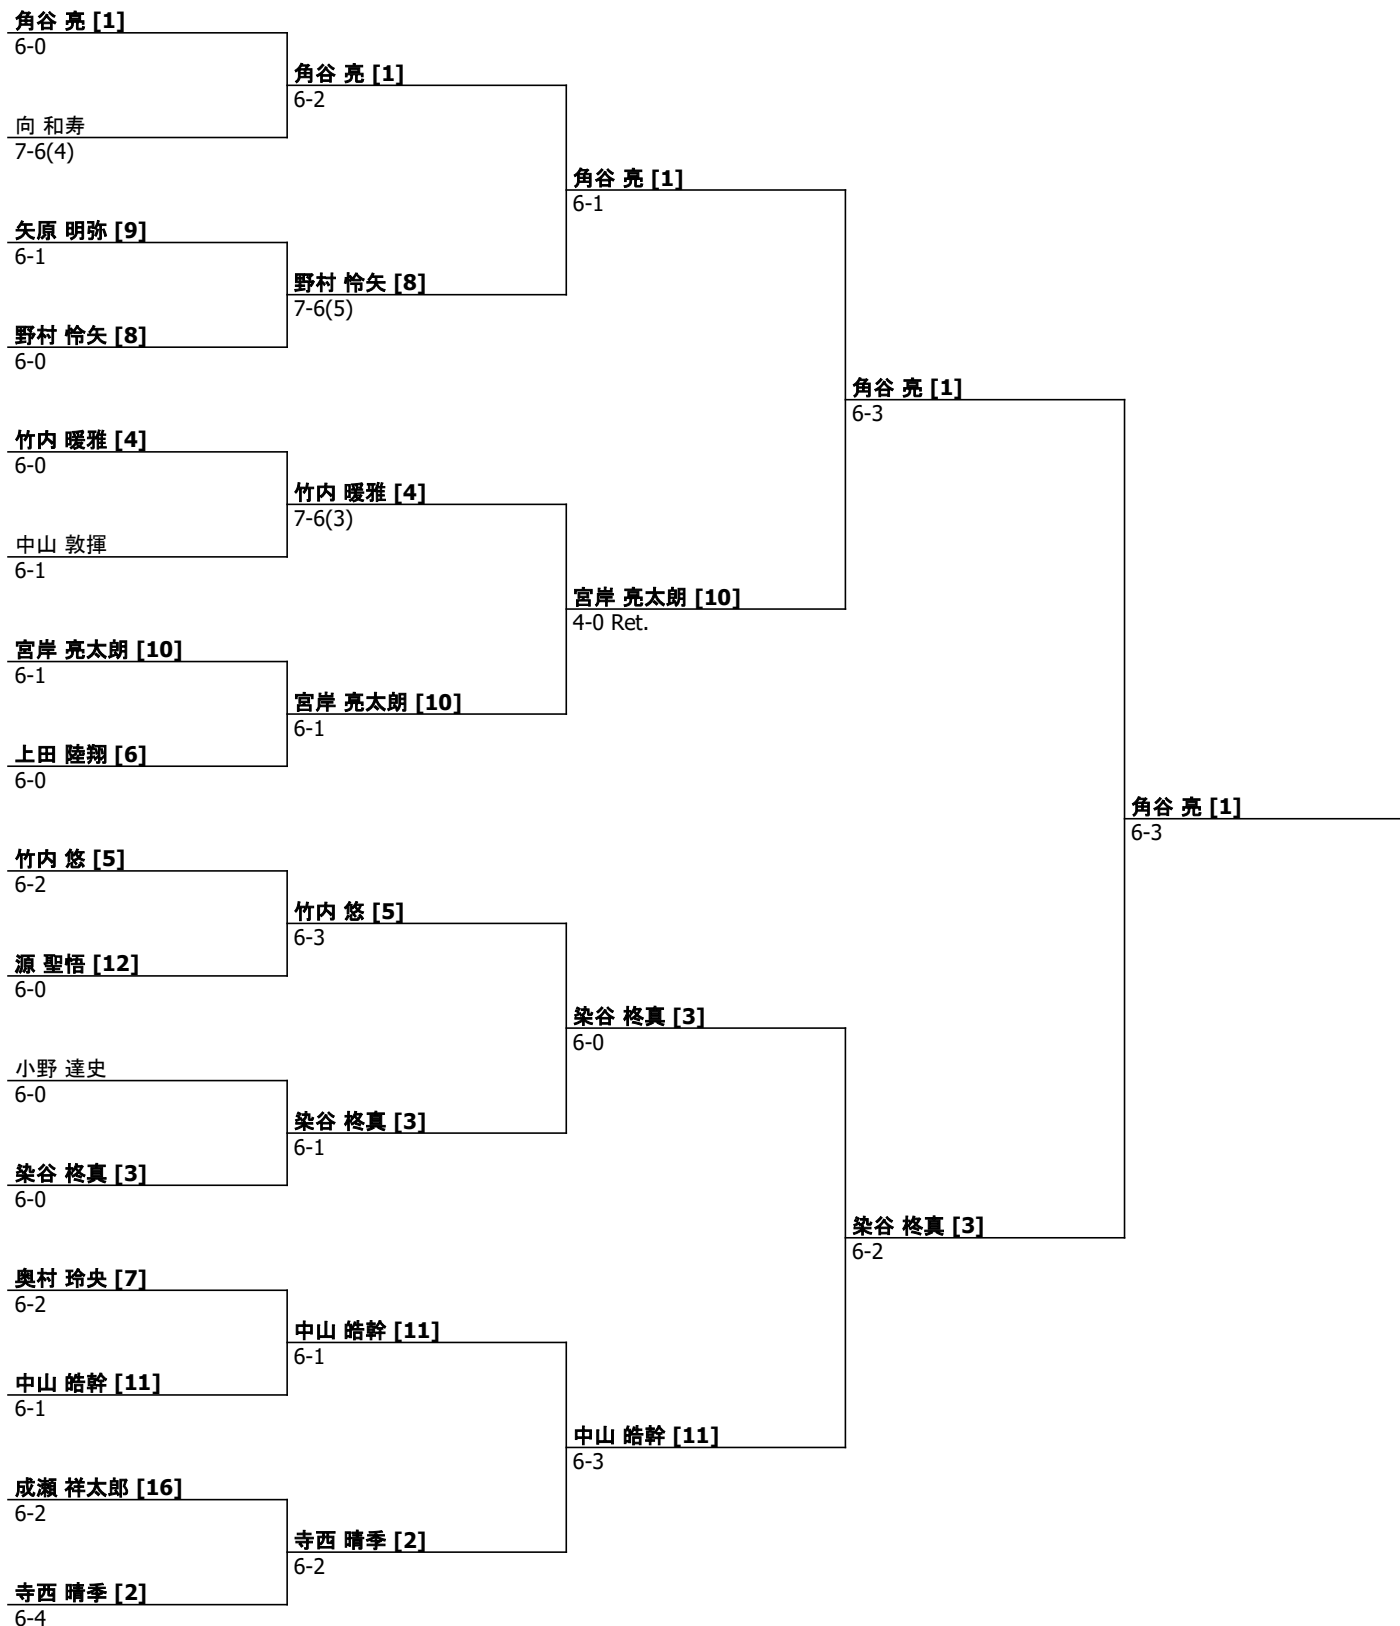 角谷 亮 [1]
6-0
角谷 亮 [1]
6-2
向 和寿
7-6(4)
角谷 亮 [1]
6-1
矢原 明弥 [9]
6-1
野村 怜矢 [8]
7-6(5)
野村 怜矢 [8]
6-0
角谷 亮 [1]
6-3
竹内 暖雅 [4]
6-0
竹内 暖雅 [4]
7-6(3)
中山 敦揮
6-1
宮岸 亮太朗 [10]
4-0 Ret.
宮岸 亮太朗 [10]
6-1
宮岸 亮太朗 [10]
6-1
上田 陸翔 [6]
6-0
角谷 亮 [1]
6-3
竹内 悠 [5]
6-2
竹内 悠 [5]
6-3
源 聖悟 [12]
6-0
染谷 柊真 [3]
6-0
小野 達史
6-0
染谷 柊真 [3]
6-1
染谷 柊真 [3]
6-0
染谷 柊真 [3]
6-2
奥村 玲央 [7]
6-2
中山 皓幹 [11]
6-1
中山 皓幹 [11]
6-1
中山 皓幹 [11]
6-3
成瀬 祥太郎 [16]
6-2
寺西 晴季 [2]
6-2
寺西 晴季 [2]
6-4